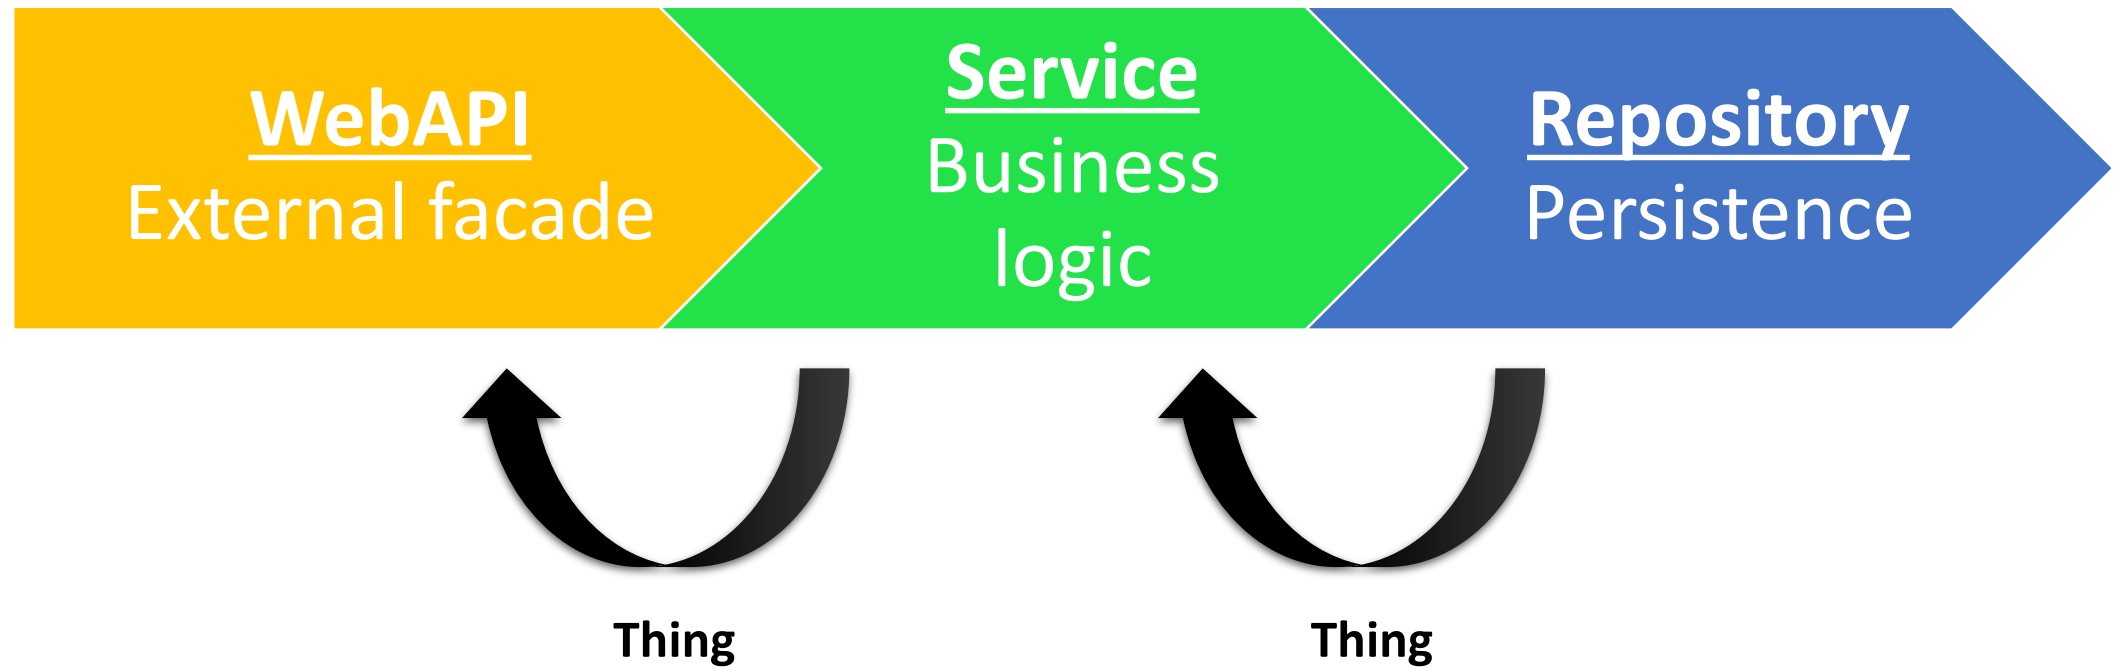 WebAPI
External facade
Service
Business
logic
Repository
Persistence
Thing
Thing